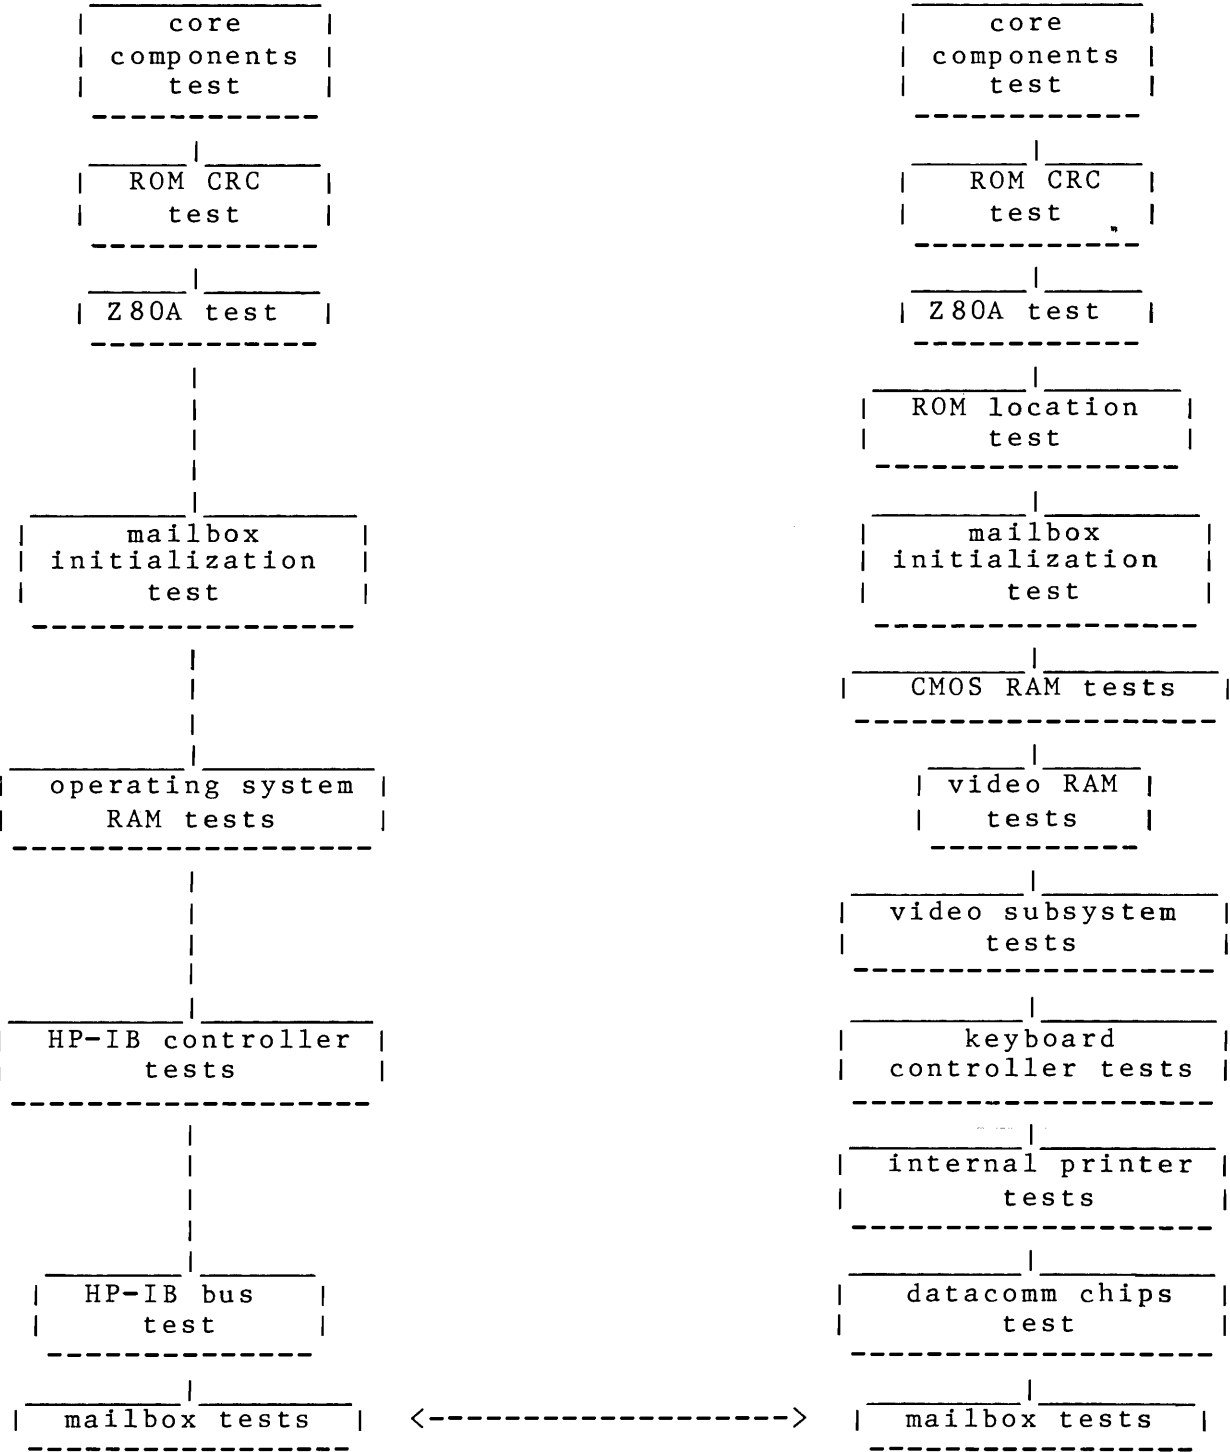 core
components
test
ROM CRC
test
Z80A test
mailbox
initialization
test
operating system
RAM tests
HP-IB controller
tests
HP-IB bus
test
mailbox tests
<------------------->
core
components
test
ROM CRC
test
Z80A test
ROM location
test
mailbox
initialization
test
CMOS RAM tests
video RAM
tests
video subsystem
tests
keyboard
controller tests
internal printer
tests
datacomm chips
test
mailbox tests